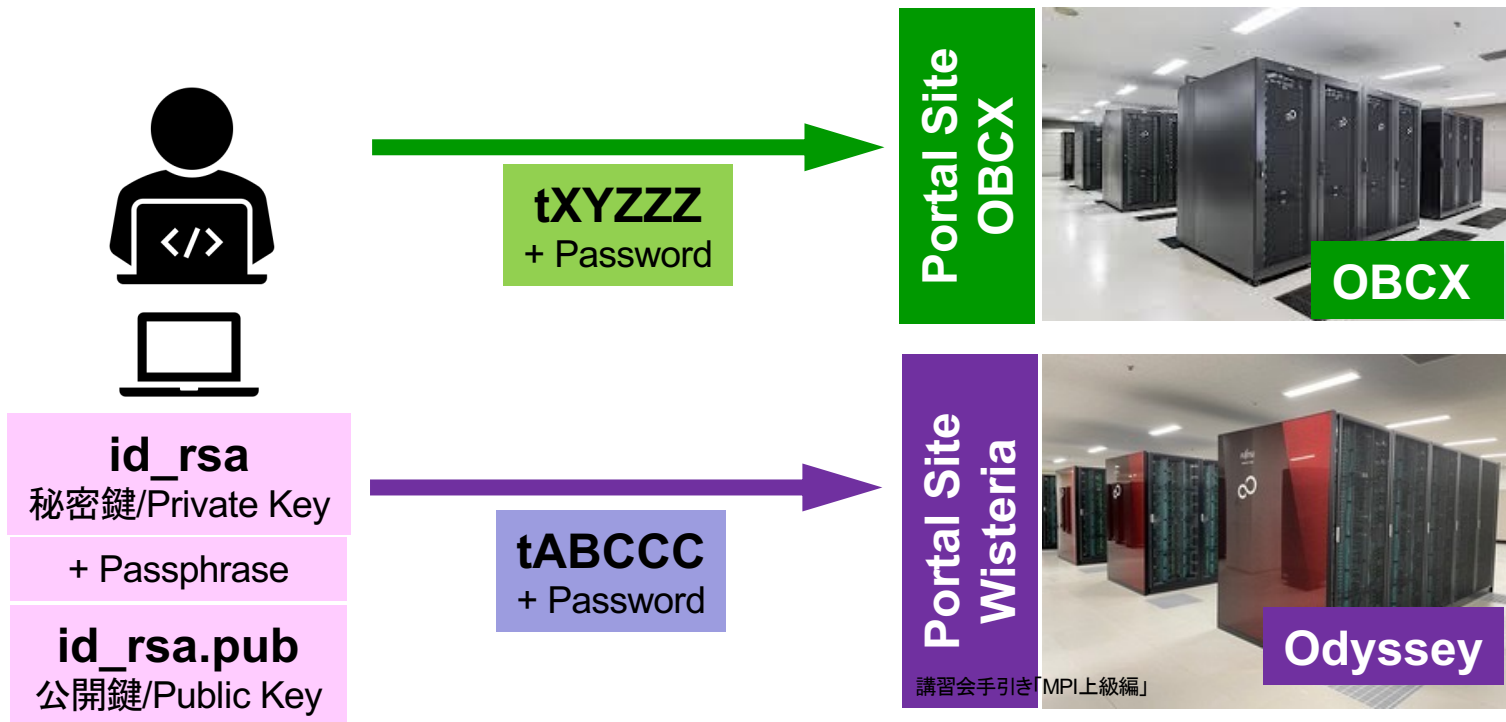 </>
id_rsa
秘密鍵/Private Key
+ Passphrase
id_rsa.pub
公開鍵/Public Key
tXYZZZ
+ Password
tABCCC
+ Password
Portal Site
OBCX
OBCX
Portal Site
Wisteria
Odyssey
講習会手引き「MPI上級編」